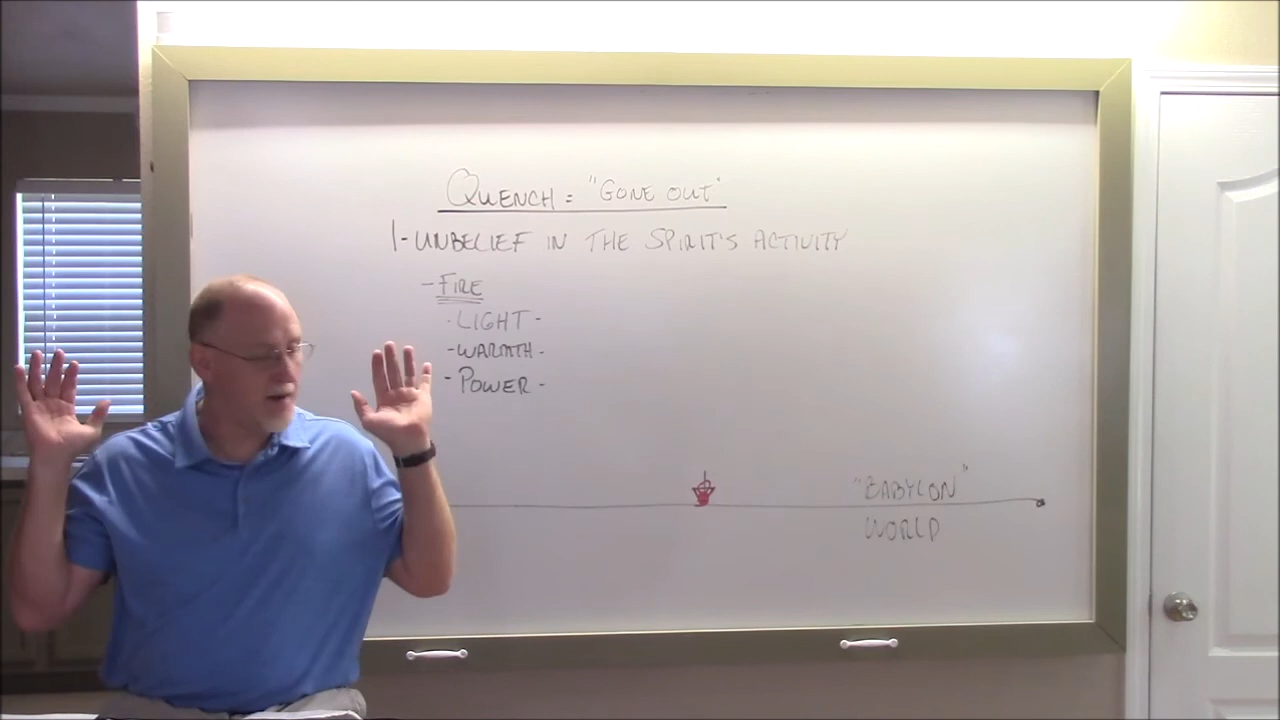 QUENCH = "GONE OUT"
1-UNBELIEF IN THE SPIRIT'S ACTIVITY
-FIRE
-LIGHT-
-WARMTH-
-POWER-
"BABYLON"
WORLD